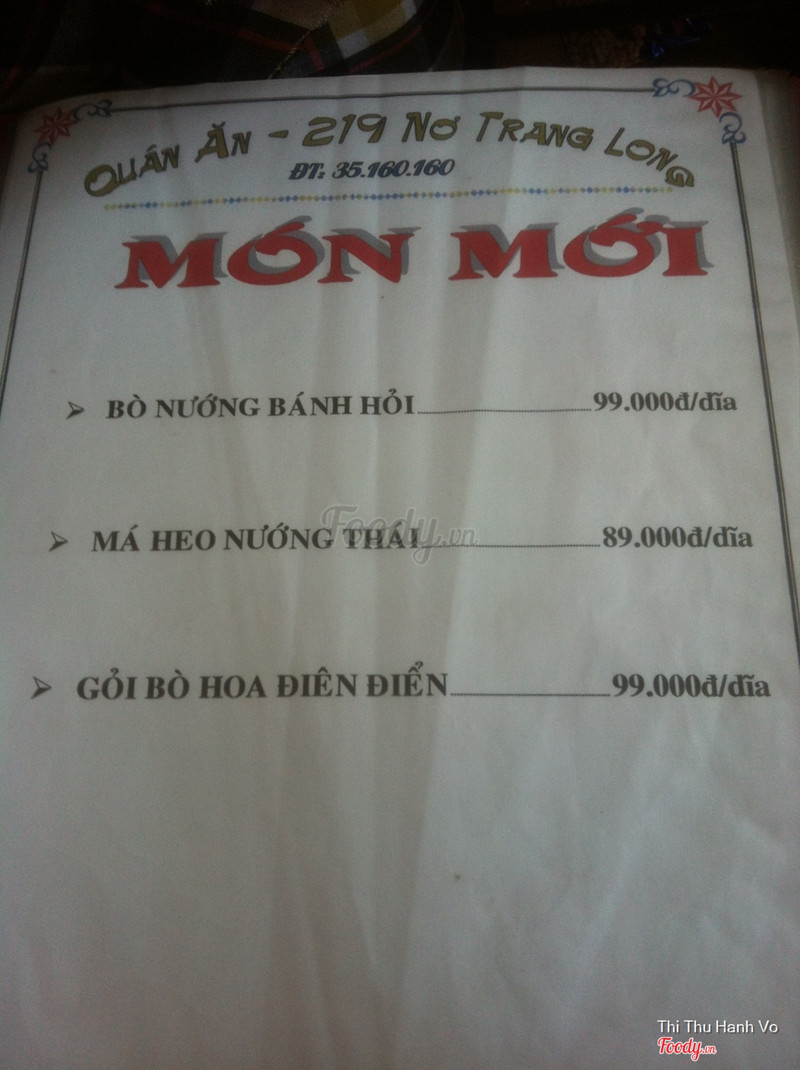 QUÁN ĂN - 219 NƠ TRANG LONG
ĐT: 35.160.160
MÓN MỚI
➢ BÒ NƯỚNG BÁNH HỎI 99.000đ/dĩa
➢ MÁ HEO NƯỚNG THÁI 89.000đ/dĩa
Foody.vn
➢ GỎI BÒ HOA ĐIÊN ĐIỂN 99.000đ/dĩa
Thi Thu Hanh Vo
Foody.vn